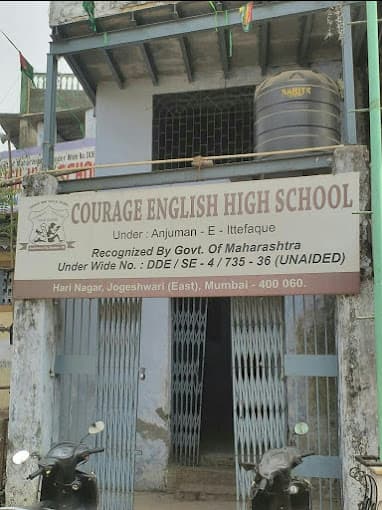 SARITA
COURAGE ENGLISH HIGH SCHOOL
Under : Anjuman - E - Ittefaque
Recognized By Govt. Of Maharashtra
Under Wide No. : DDE / SE - 4 / 735 - 36 (UNAIDED)
Hari Nagar, Jogeshwari (East), Mumbai - 400 060.